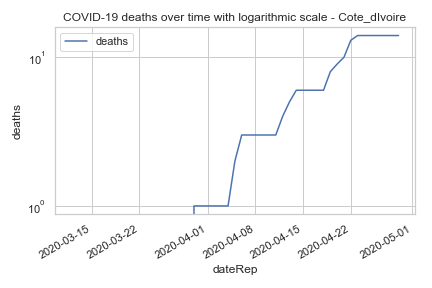 COVID-19 deaths over time with logarithmic scale - Cote_dIvoire
deaths
10¹
10⁰
deaths
2020-03-15
2020-03-22
2020-04-01
2020-04-08
2020-04-15
2020-04-22
2020-05-01
dateRep